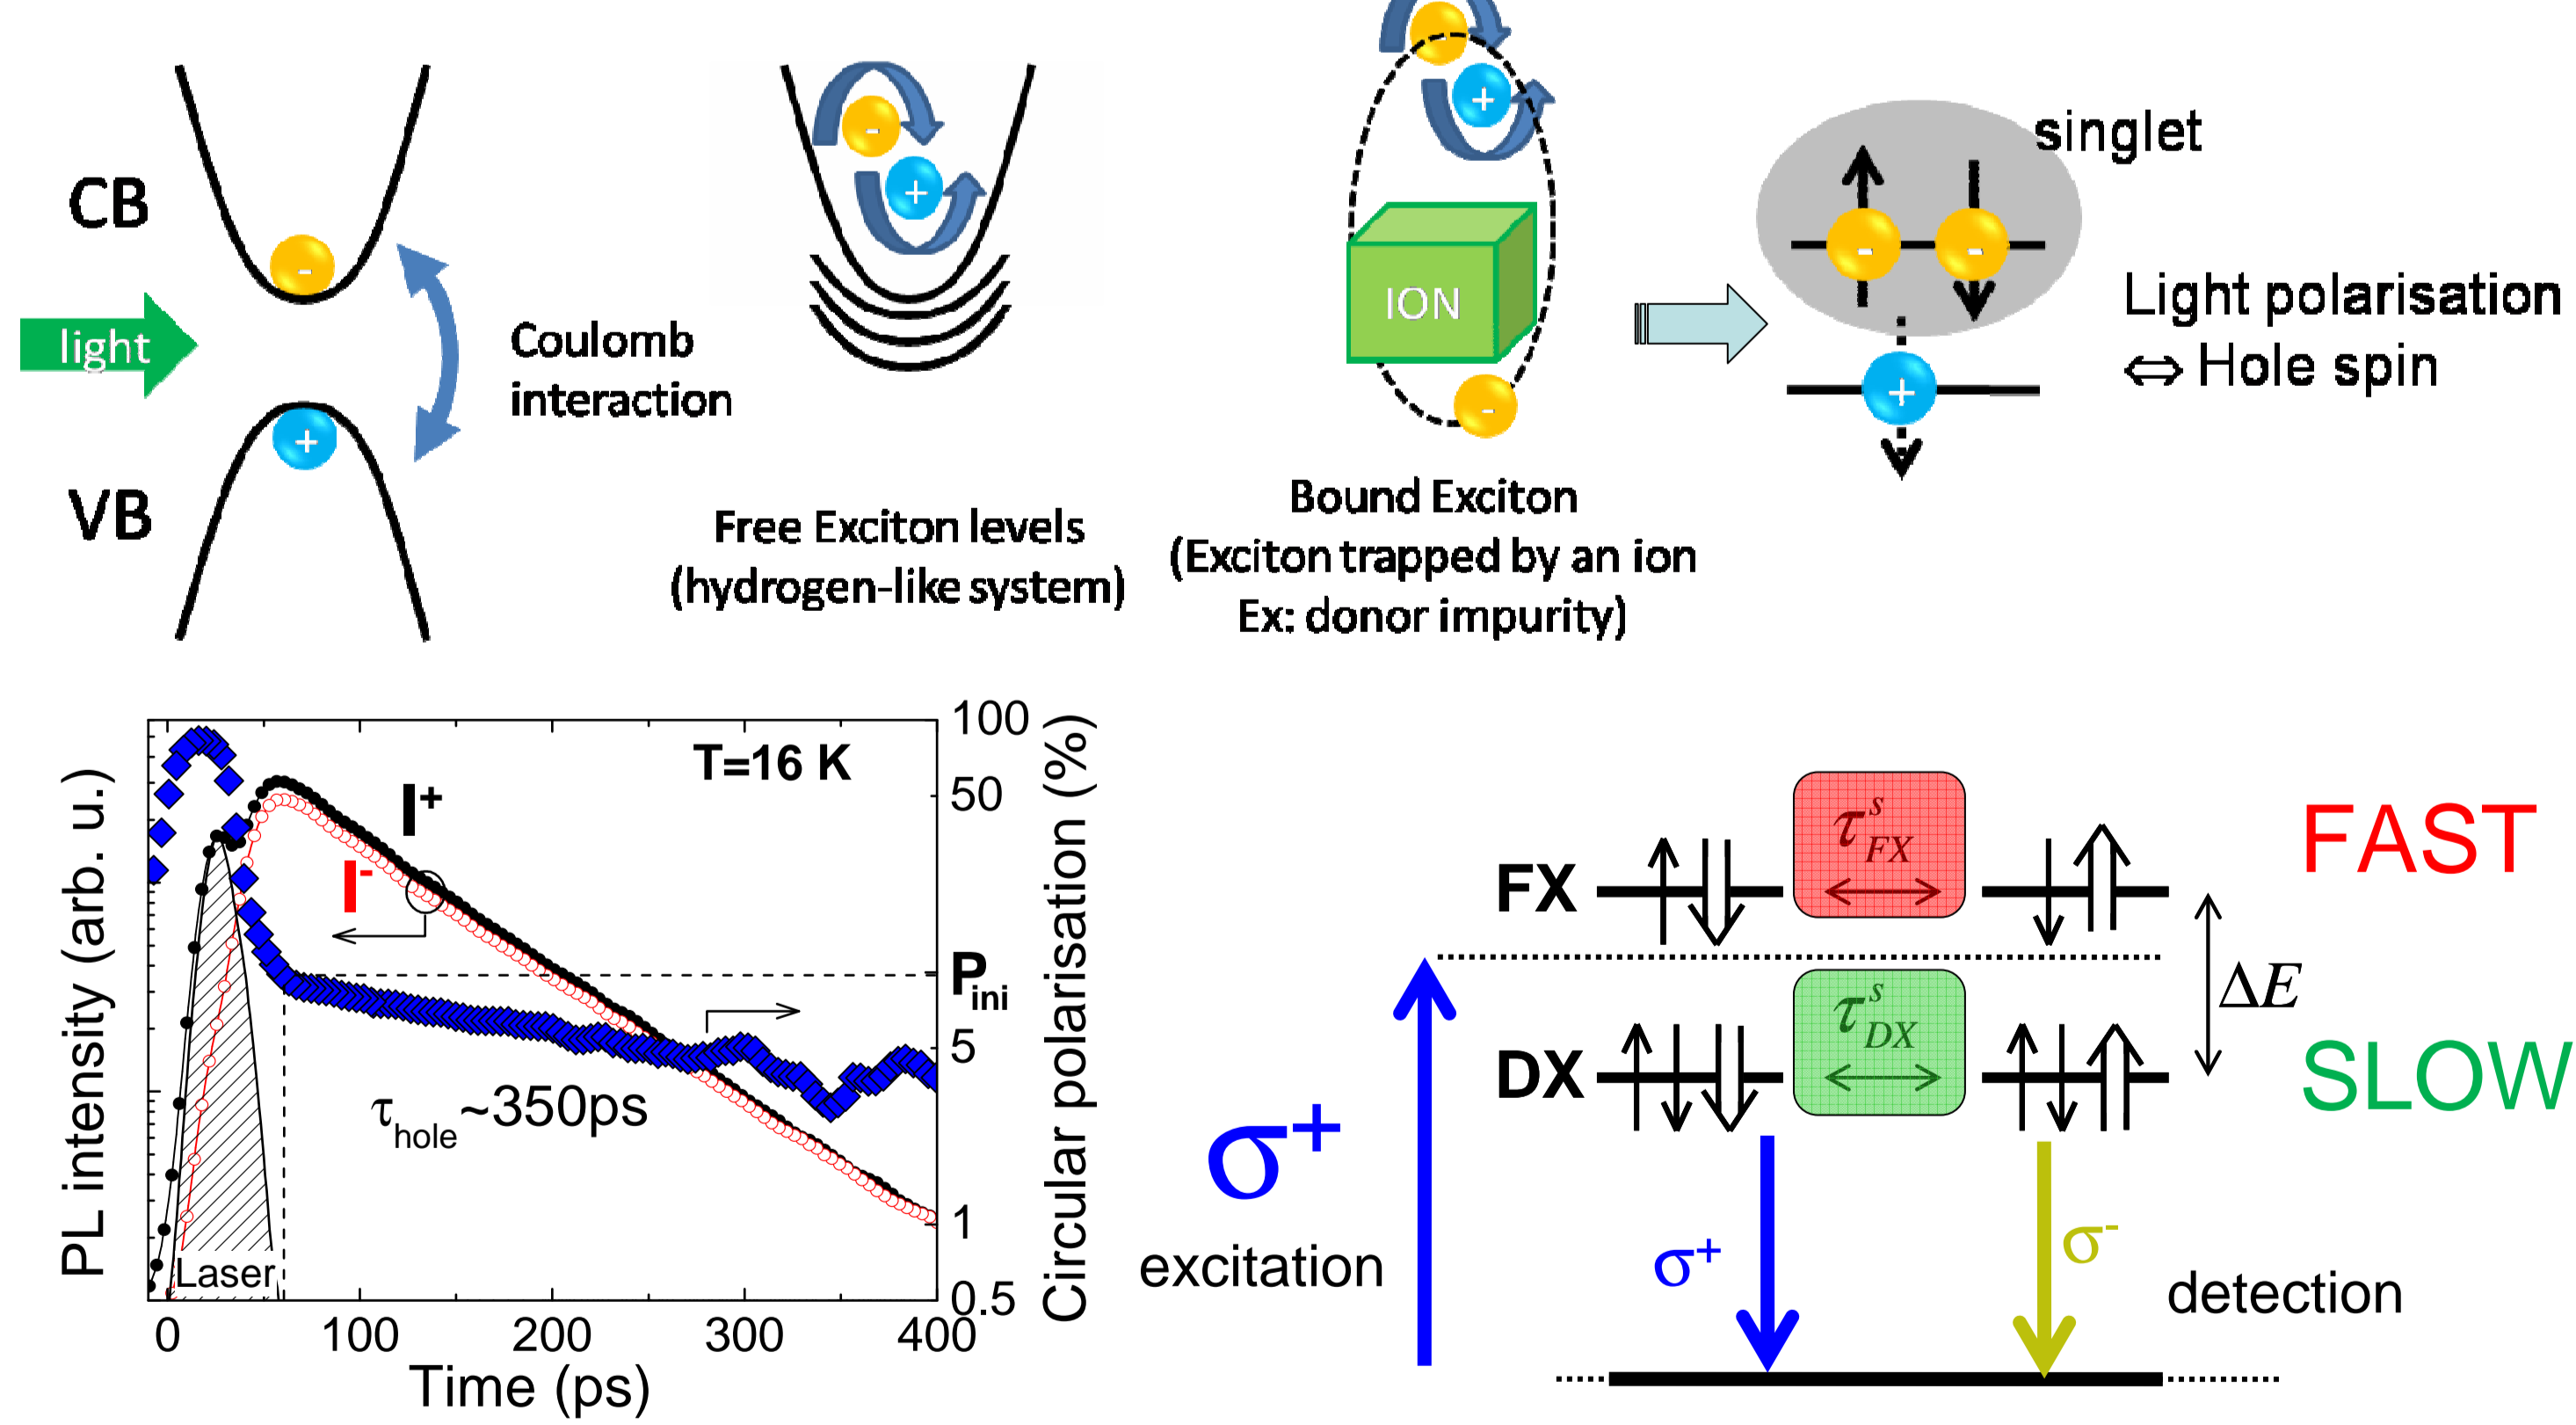 CB
light
VB
-
+
Coulomb
interaction
-
+
Free Exciton levels
(hydrogen-like system)
-
+
ION
-
Bound Exciton
(Exciton trapped by an ion
Ex: donor impurity)
singlet
-
-
+
Light polarisation
⇔ Hole spin
PL intensity (arb. u.)
T=16 K
I⁺
I⁻
τhole~350ps
Laser
Pini
100
50
5
1
0.5
Circular polarisation (%)
0
100
200
300
400
Time (ps)
FX
τ^s_FX
FAST
ΔE
DX
τ^s_DX
SLOW
σ⁺
excitation
σ⁺
σ⁻
detection